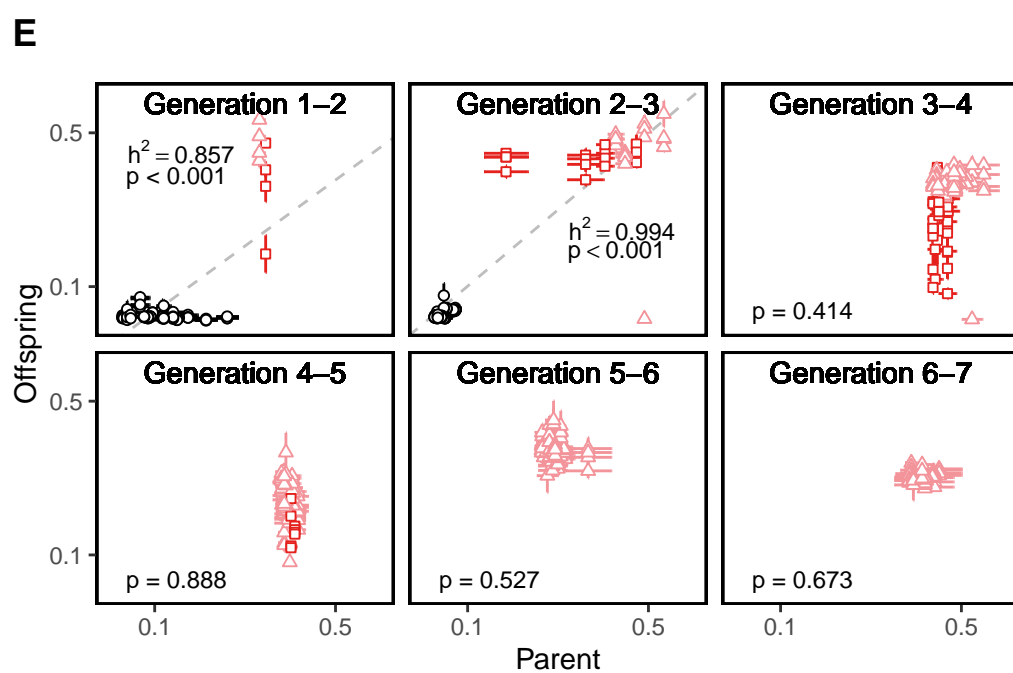 E
Generation 1–2
Generation 2–3
Generation 3–4
0.5
h² = 0.857
p < 0.001
h² = 0.994
p < 0.001
0.1
p = 0.414
Offspring
Generation 4–5
Generation 5–6
Generation 6–7
0.5
0.1
p = 0.888
p = 0.527
p = 0.673
0.1
0.5
0.1
0.5
0.1
0.5
Parent